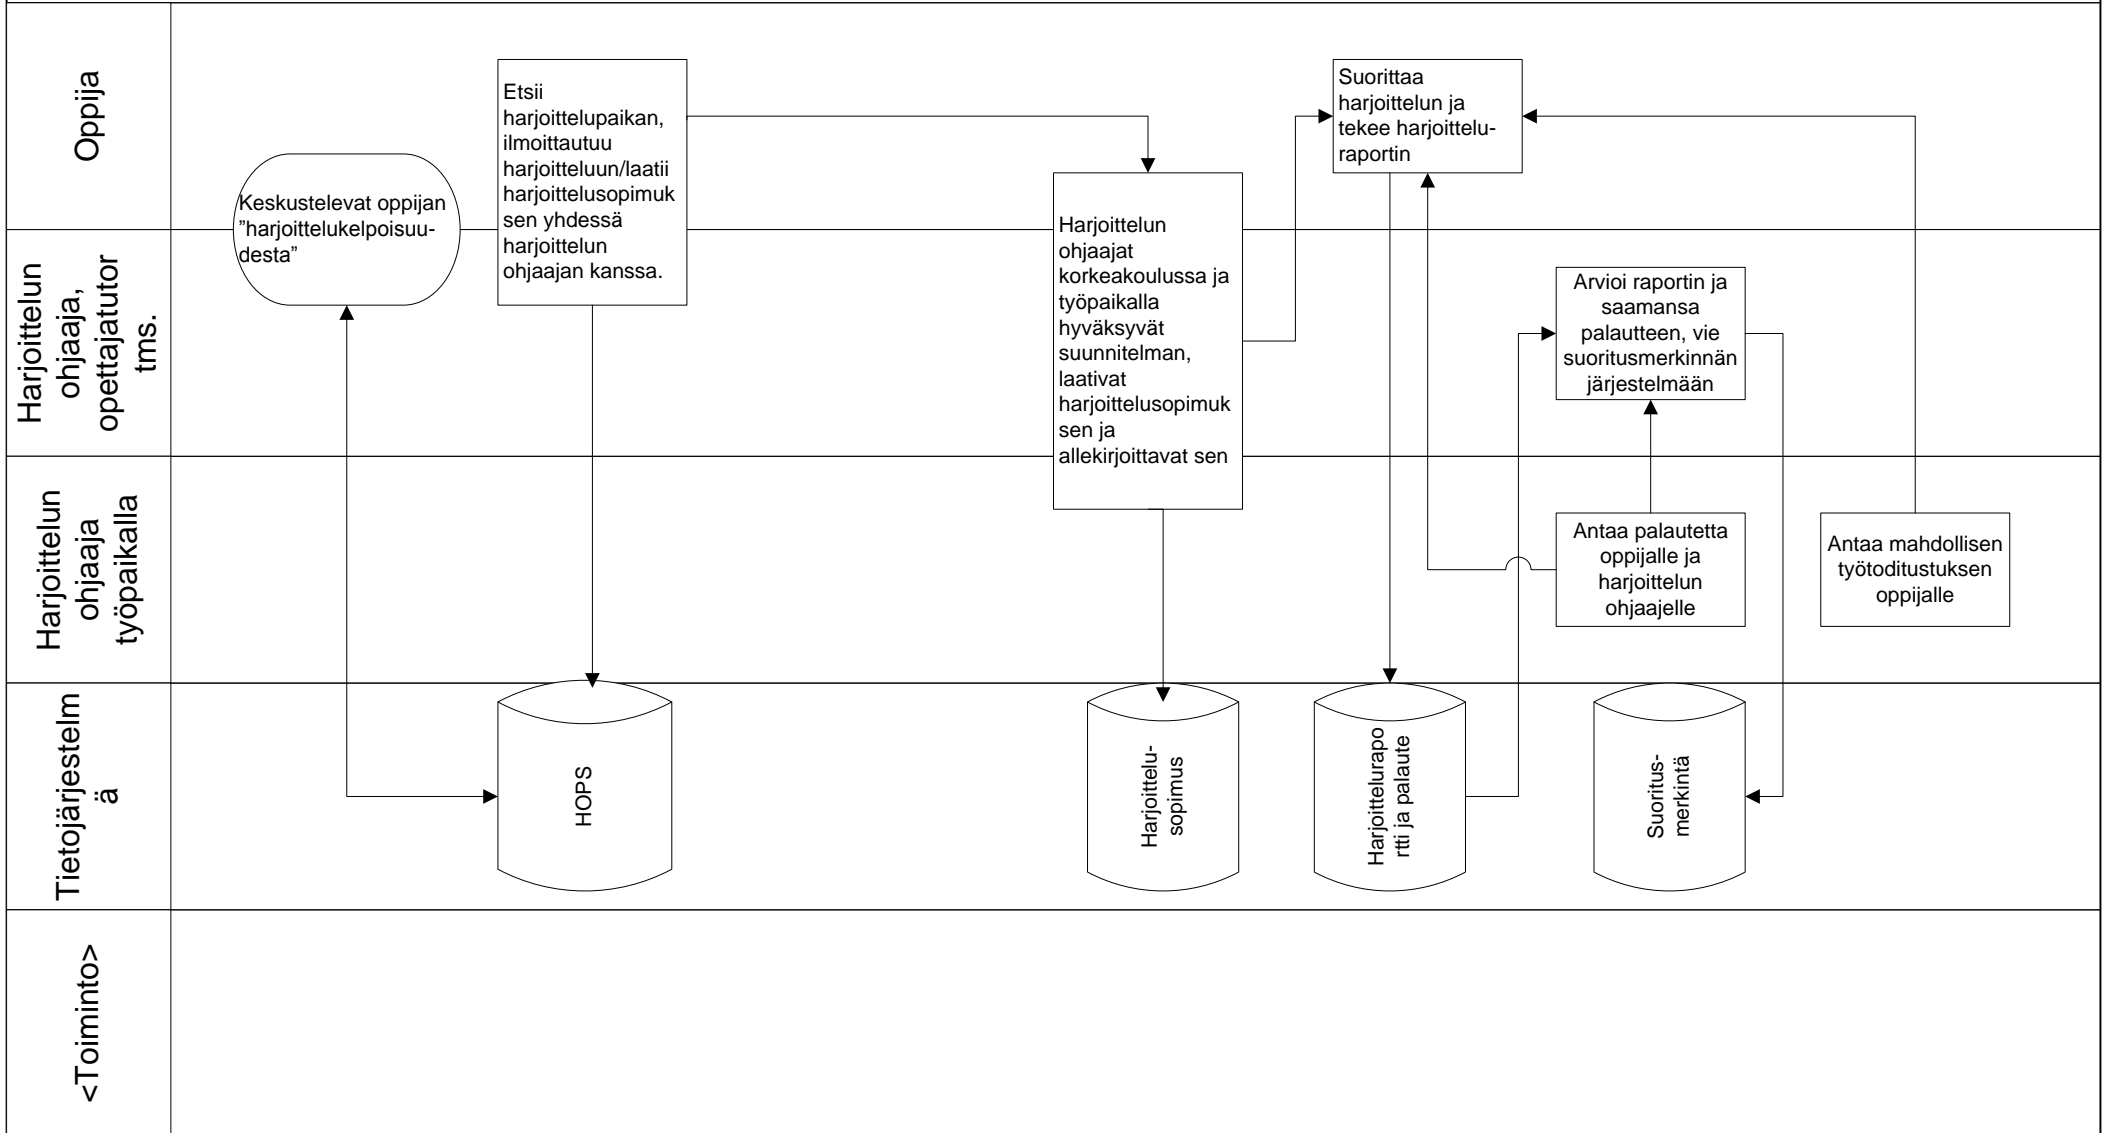 Oppija
Keskustelevat oppijan
”harjoittelukelpoisuu-
desta”
Etsii
harjoittelupaikan,
ilmoittautuu
harjoitteluun/laatii
harjoittelusopimuk
sen yhdessä
harjoittelun
ohjaajan kanssa.
Suorittaa
harjoittelun ja
tekee harjoittelu-
raportin
Harjoittelun
ohjaaja,
opettajatutor
tms.
Harjoittelun
ohjaajat
korkeakoulussa ja
työpaikalla
hyväksyvät
suunnitelman,
laativat
harjoittelusopimuk
sen ja
allekirjoittavat sen
Arvioi raportin ja
saamansa
palautteen, vie
suoritusmerkinnän
järjestelmään
Harjoittelun
ohjaaja
työpaikalla
Antaa palautetta
oppijalle ja
harjoittelun
ohjaajelle
Antaa mahdollisen
työtoditustuksen
oppijalle
Tietojärjestelm
ä
HOPS
Harjoittelu-
sopimus
Harjoittelurapo
rtti ja palaute
Suoritus-
merkintä
<Toiminto>